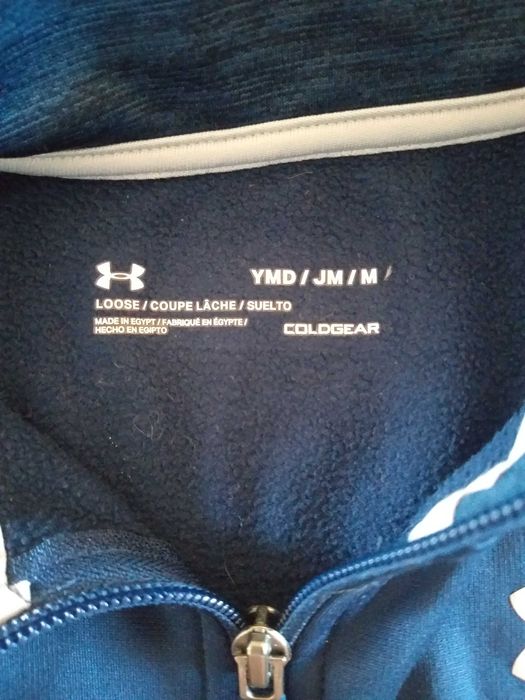 YMD / JM / M
LOOSE / COUPE LÂCHE / SUELTO
MADE IN EGYPT / FABRIQUÉ EN ÉGYPTE /
HECHO EN EGIPTO
COLDGEAR